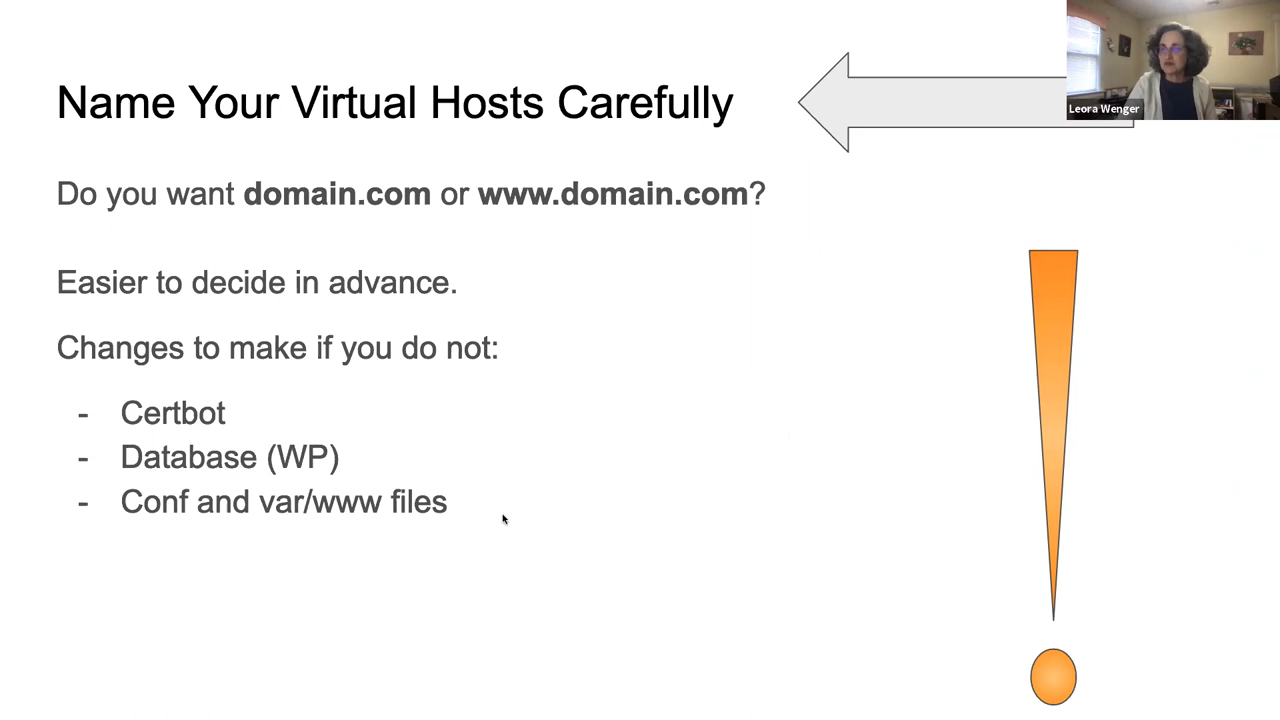 Name Your Virtual Hosts Carefully
Leora Wenger
Do you want domain.com or www.domain.com?
Easier to decide in advance.
Changes to make if you do not:
- Certbot
- Database (WP)
- Conf and var/www files